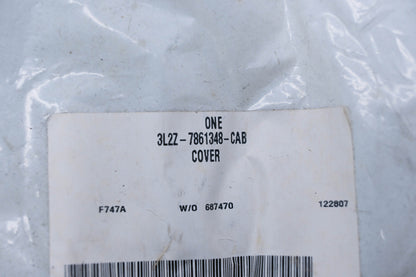 ONE
3L2Z-7861348-CAB
COVER
F747A W/O 687470 122807